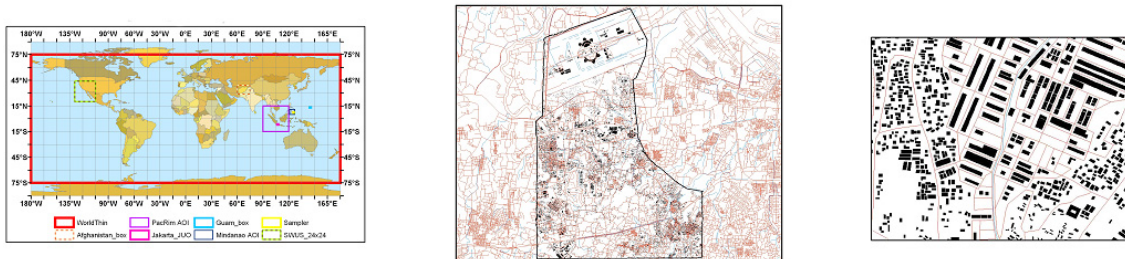 180°W 135°W 90°W 60°W 30°W 0°E 30°E 60°E 90°E 120°E 165°E
75°N 75°N
45°N 45°N
15°N 15°N
15°S 15°S
45°S 45°S
75°S 75°S
180°W 150°W 120°W 90°W 60°W 30°W 0°E 30°E 60°E 90°E 120°E 165°E
WorldThin PacRim AOI Guam_box Sampler
Afghanistan_box Jakarta_JUO Mindanao AOI SWUS_24x24